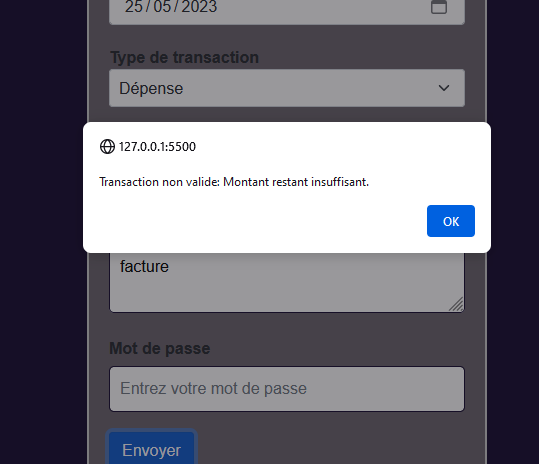 25/05/2023
Type de transaction
Dépense
127.0.0.1:5500
Transaction non valide: Montant restant insuffisant.
OK
facture
Mot de passe
Entrez votre mot de passe
Envoyer